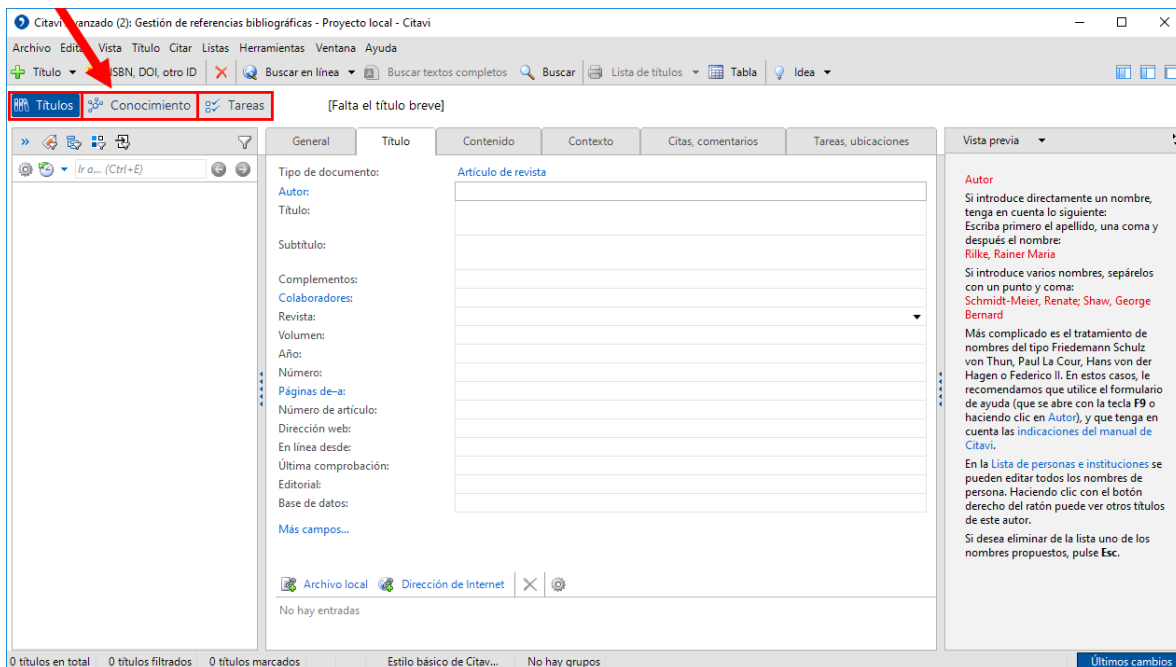 Citavi Avanzado (2): Gestión de referencias bibliográficas - Proyecto local - Citavi
Archivo Vista Título Citar Listas Herramientas Ventana Ayuda
Título ISBN, DOI, otro ID Buscar en línea Buscar textos completos Buscar Lista de títulos Tabla Idea
Títulos Conocimiento Tareas [Falta el título breve]
General Título Contenido Contexto Citas, comentarios Tareas, ubicaciones Vista previa
Ir a... (Ctrl+E)
Tipo de documento: Artículo de revista
Autor:
Título:
Subtítulo:
Complementos:
Colaboradores:
Revista:
Volumen:
Año:
Número:
Páginas de–a:
Número de artículo:
Dirección web:
En línea desde:
Última comprobación:
Editorial:
Base de datos:
Más campos...
Archivo local Dirección de Internet
No hay entradas
Autor
Si introduce directamente un nombre,
tenga en cuenta lo siguiente:
Escriba primero el apellido, una coma y
después el nombre:
Rilke, Rainer Maria
Si introduce varios nombres, sepárelos
con un punto y coma:
Schmidt-Meier, Renate; Shaw, George
Bernard
Más complicado es el tratamiento de
nombres del tipo Friedemann Schulz
von Thun, Paul La Cour, Hans von der
Hagen o Federico II. En estos casos, le
recomendamos que utilice el formulario
de ayuda (que se abre con la tecla F9 o
haciendo clic en Autor), y que tenga en
cuenta las indicaciones del manual de
Citavi.
En la Lista de personas e instituciones se
pueden editar todos los nombres de
persona. Haciendo clic con el botón
derecho del ratón puede ver otros títulos
de este autor.
Si desea eliminar de la lista uno de los
nombres propuestos, pulse Esc.
0 títulos en total 0 títulos filtrados 0 títulos marcados Estilo básico de Citav... No hay grupos Últimos cambios